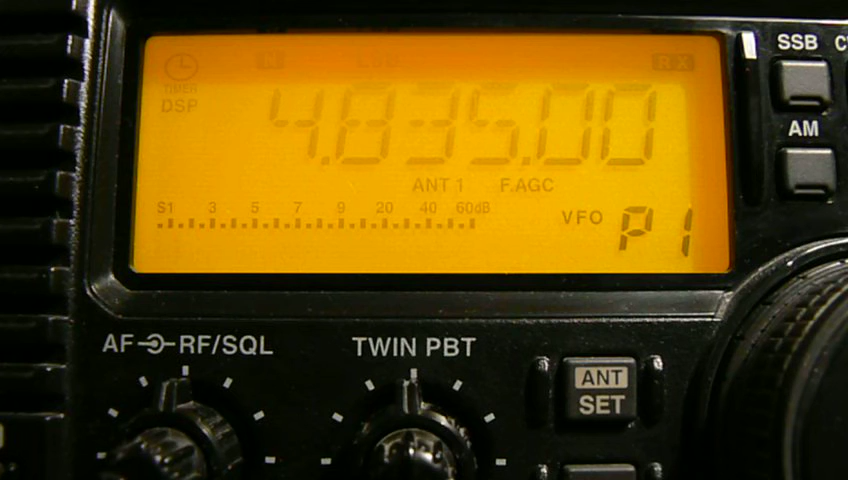 SSB
TIMER
RX
DSP
4.835.00
AM
ANT 1 F.AGC
S1 3 5 7 9 20 40 60dB
VFO P1
AF RF/SQL
TWIN PBT
ANT
SET